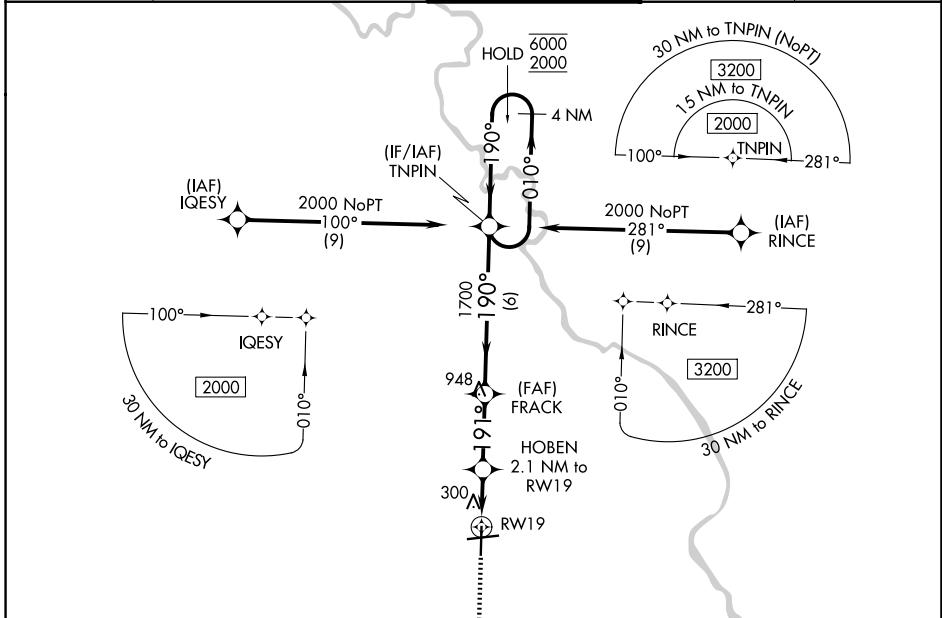 HOLD 6000
2000
4 NM
190°
010°
(IF/IAF)
TNPIN
30 NM to TNPIN (NoPT)
3200
15 NM to TNPIN
2000
100°
TNPIN
281°
(IAF)
IQESY
2000 NoPT
100°
(9)
2000 NoPT
281°
(9)
(IAF)
RINCE
1700
190°
(6)
100°
IQESY
2000
010°
30 NM to IQESY
281°
RINCE
3200
010°
30 NM to RINCE
948
(FAF)
FRACK
191°
HOBEN
2.1 NM to
RW19
300
RW19